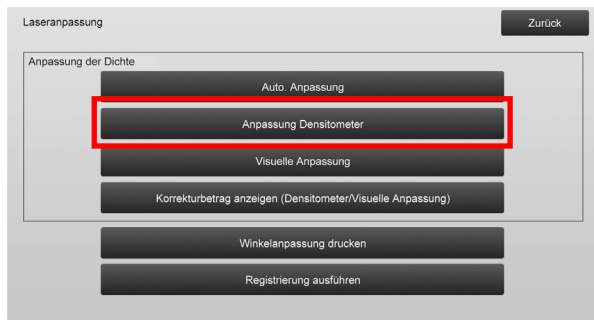 Laseranpassung
Zurück
Anpassung der Dichte
Auto. Anpassung
Anpassung Densitometer
Visuelle Anpassung
Korrekturbetrag anzeigen (Densitometer/Visuelle Anpassung)
Winkelanpassung drucken
Registrierung ausführen